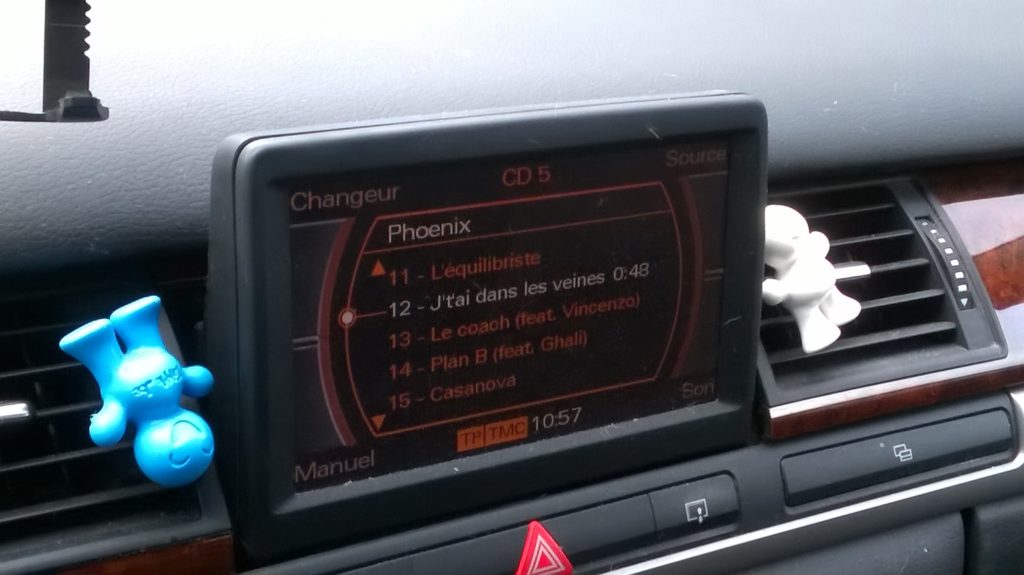 Changeur
CD 5
Source
Phoenix
11 - L'équilibriste
12 - J't'ai dans les veines 0:48
13 - Le coach (feat. Vincenzo)
14 - Plan B (feat. Ghali)
15 - Casanova
Manuel
TP TMC 10:57
Son